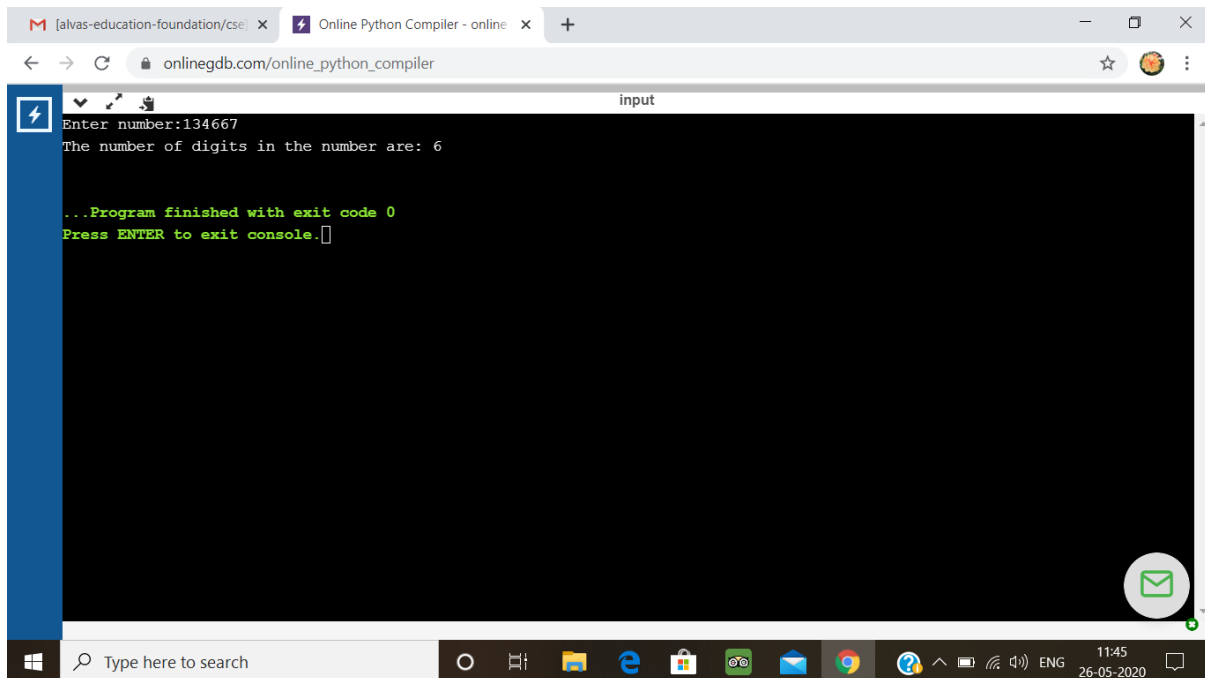 [alvas-education-foundation/cse]
Online Python Compiler - online
onlinegdb.com/online_python_compiler
input
Enter number:134667
The number of digits in the number are: 6
...Program finished with exit code 0
Press ENTER to exit console.
Type here to search
ENG
11:45
26-05-2020